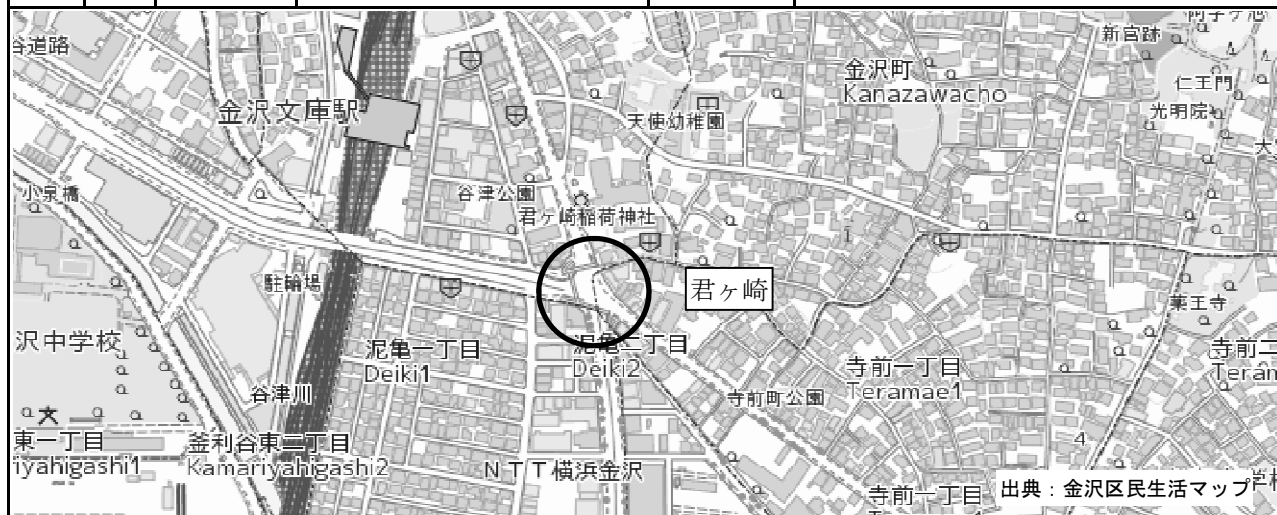 新宮跡
谷道路
仁王門
金沢町
Kanazawacho
光明院
金沢文庫駅
天使幼稚園
小泉橋
谷津公園
君ヶ崎稲荷神社
駐輪場
君ヶ崎
薬王寺
沢中学校
泥亀一丁目
Deiki1
泥亀二丁目
Deiki2
寺前一丁目
Teramae1
寺前二
Teram
谷津川
寺前町公園
東一丁目
iyahigashi1
釜利谷東二丁目
Kamariyahigashi2
4
NTT横浜金沢
寺前一丁目
出典：金沢区民生活マップ